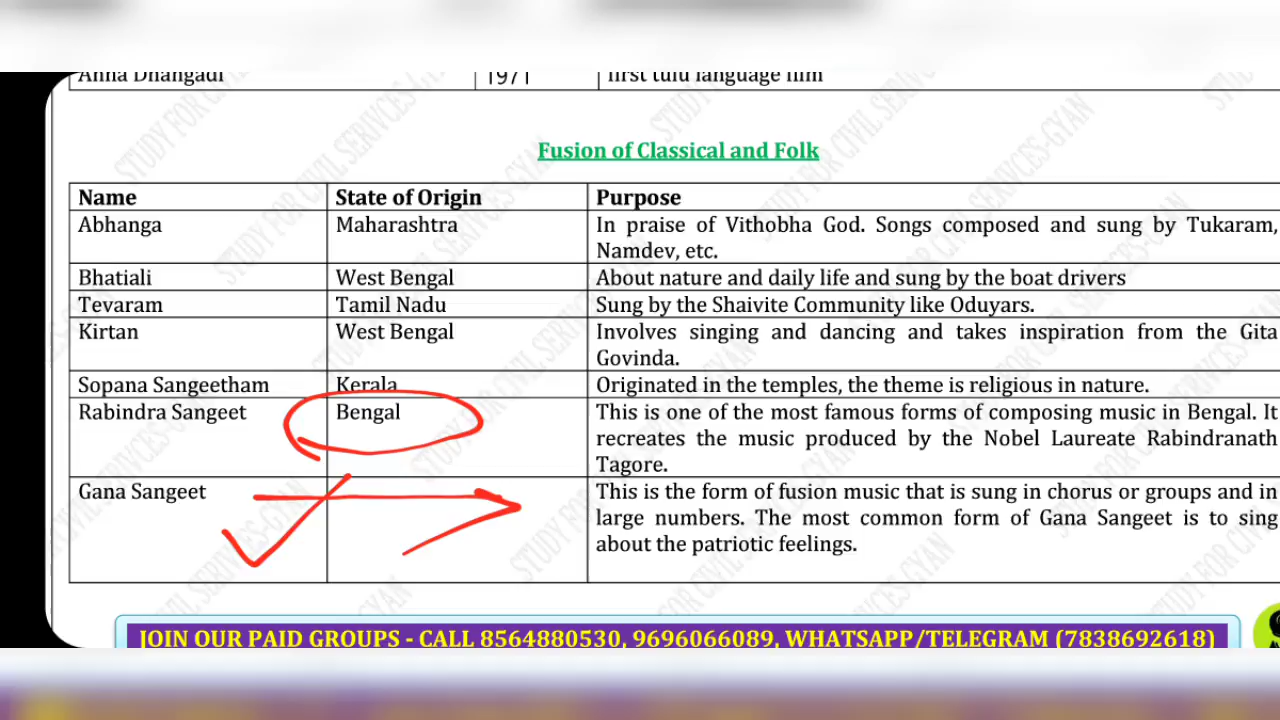 Anna Dhangadi 1971 first tulu language film
Fusion of Classical and Folk
Name State of Origin Purpose
Abhanga Maharashtra In praise of Vithobha God. Songs composed and sung by Tukaram,
Namdev, etc.
Bhatiali West Bengal About nature and daily life and sung by the boat drivers
Tevaram Tamil Nadu Sung by the Shaivite Community like Oduyars.
Kirtan West Bengal Involves singing and dancing and takes inspiration from the Gita
Govinda.
Sopana Sangeetham Kerala Originated in the temples, the theme is religious in nature.
Rabindra Sangeet Bengal This is one of the most famous forms of composing music in Bengal. It
recreates the music produced by the Nobel Laureate Rabindranath
Tagore.
Gana Sangeet This is the form of fusion music that is sung in chorus or groups and in
large numbers. The most common form of Gana Sangeet is to sing
about the patriotic feelings.
JOIN OUR PAID GROUPS - CALL 8564880530, 9696066089, WHATSAPP/TELEGRAM (7838692618)